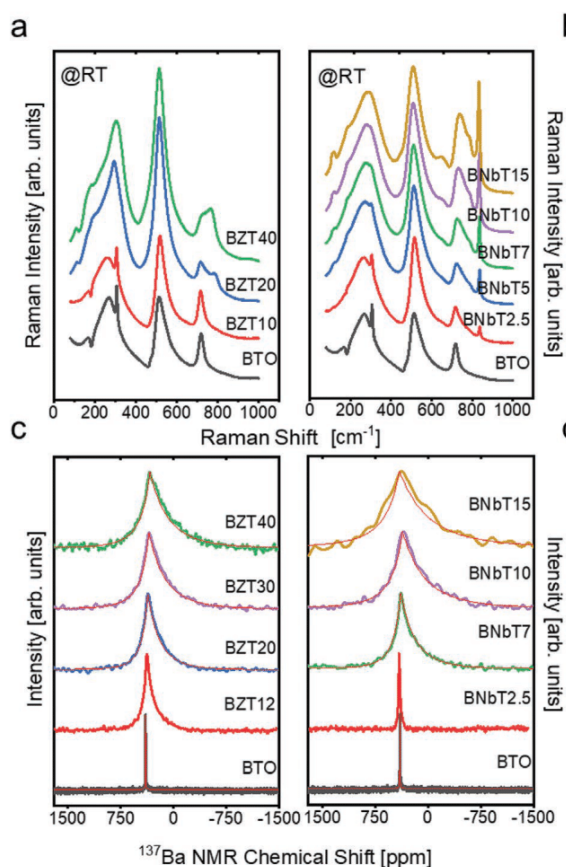 a
@RT
Raman Intensity [arb. units]
BZT40
BZT20
BZT10
BTO
0 200 400 600 800 1000
@RT
Raman Intensity [arb. units]
BNbT15
BNbT10
BNbT7
BNbT5
BNbT2.5
BTO
0 200 400 600 800 1000
Raman Shift [cm-1]
c
Intensity [arb. units]
BZT40
BZT30
BZT20
BZT12
BTO
1500 750 0 -750 -1500
Intensity [arb. units]
BNbT15
BNbT10
BNbT7
BNbT2.5
BTO
1500 750 0 -750 -1500
137Ba NMR Chemical Shift [ppm]